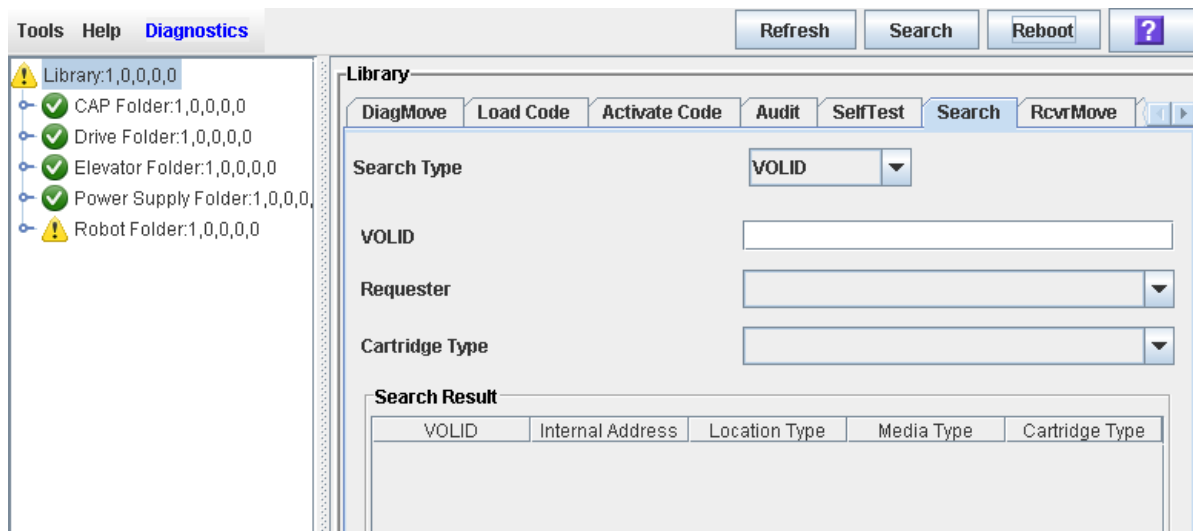 Tools Help Diagnostics Refresh Search Reboot ?
Library:1,0,0,0,0
CAP Folder:1,0,0,0,0
Drive Folder:1,0,0,0,0
Elevator Folder:1,0,0,0,0
Power Supply Folder:1,0,0,0,
Robot Folder:1,0,0,0,0
Library
DiagMove Load Code Activate Code Audit SelfTest Search RcvrMove
Search Type VOLID
VOLID
Requester
Cartridge Type
Search Result
VOLID Internal Address Location Type Media Type Cartridge Type